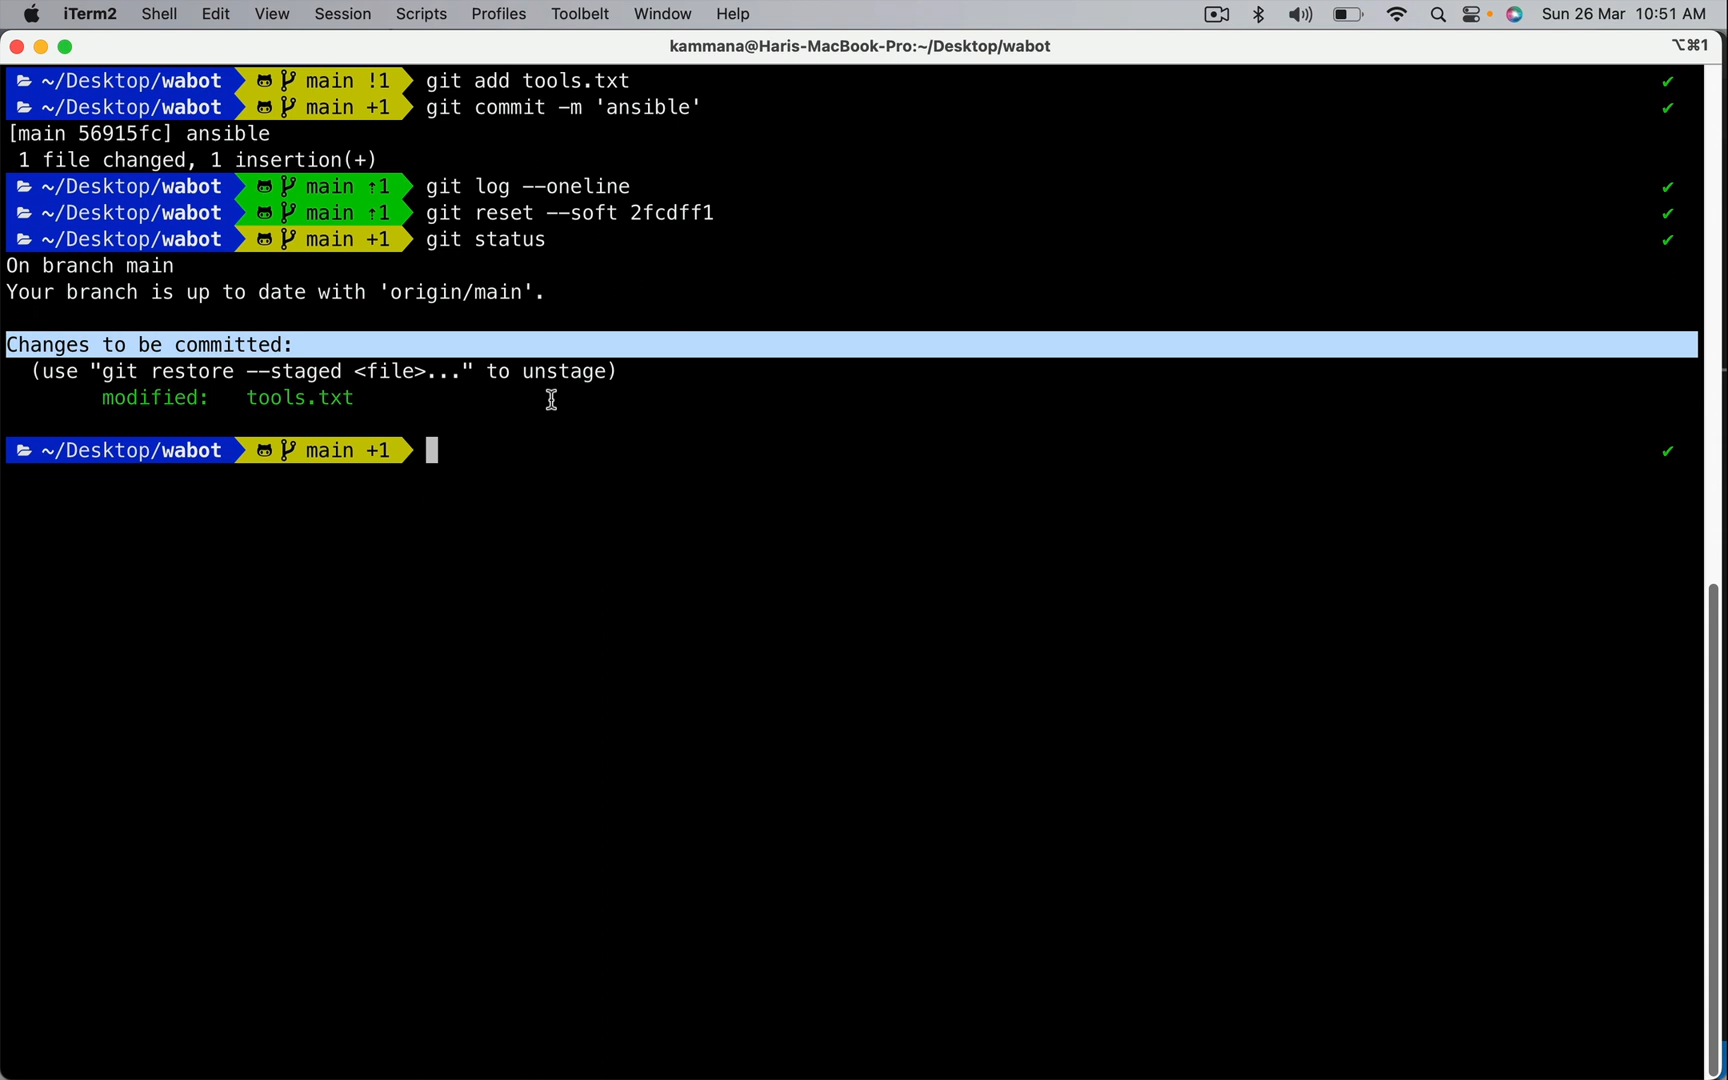 iTerm2 Shell Edit View Session Scripts Profiles Toolbelt Window Help Sun 26 Mar 10:51 AM
kammana@Haris-MacBook-Pro:~/Desktop/wabot ⌥⌘1
~/Desktop/wabot main !1 git add tools.txt ✔
~/Desktop/wabot main +1 git commit -m 'ansible' ✔
[main 56915fc] ansible
1 file changed, 1 insertion(+)
~/Desktop/wabot main ⇡1 git log --oneline ✔
~/Desktop/wabot main ⇡1 git reset --soft 2fcdff1 ✔
~/Desktop/wabot main +1 git status ✔
On branch main
Your branch is up to date with 'origin/main'.
Changes to be committed:
(use "git restore --staged <file>..." to unstage)
modified: tools.txt
~/Desktop/wabot main +1 ✔